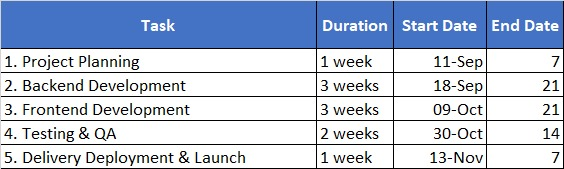 Task Duration Start Date End Date
1. Project Planning 1 week 11-Sep 7
2. Backend Development 3 weeks 18-Sep 21
3. Frontend Development 3 weeks 09-Oct 21
4. Testing & QA 2 weeks 30-Oct 14
5. Delivery Deployment & Launch 1 week 13-Nov 7